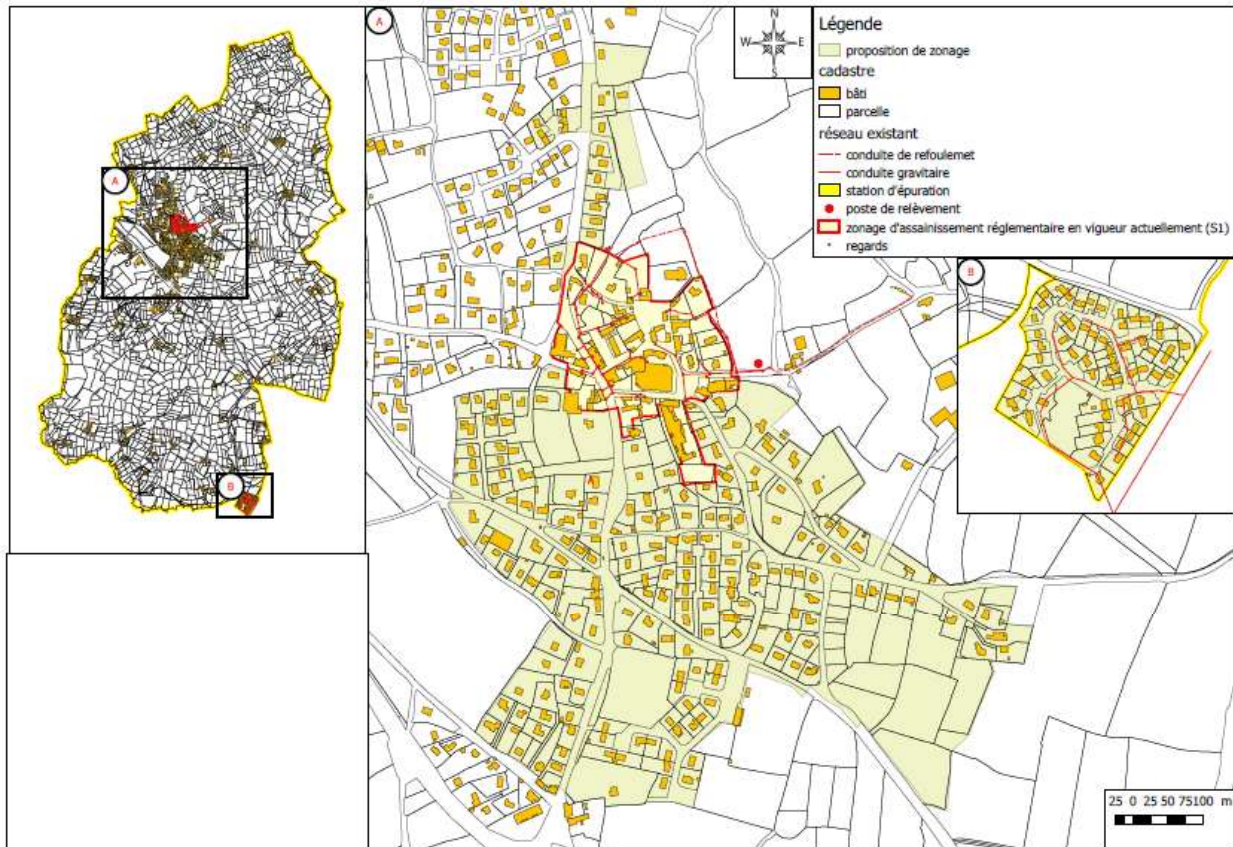 A
B
A
N
W E
S
Légende
proposition de zonage
cadastre
bâti
parcelle
réseau existant
conduite de refoulemet
conduite gravitaire
station d'épuration
poste de relèvement
zonage d'assainissement réglementaire en vigueur actuellement (S1)
regards
B
25 0 25 50 75100 m